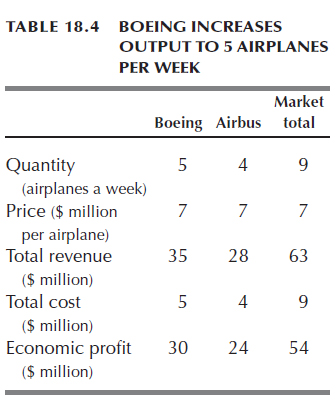 TABLE 18.4 BOEING INCREASES
OUTPUT TO 5 AIRPLANES
PER WEEK
Market
Boeing Airbus total
Quantity 5 4 9
(airplanes a week)
Price ($ million 7 7 7
per airplane)
Total revenue 35 28 63
($ million)
Total cost 5 4 9
($ million)
Economic profit 30 24 54
($ million)